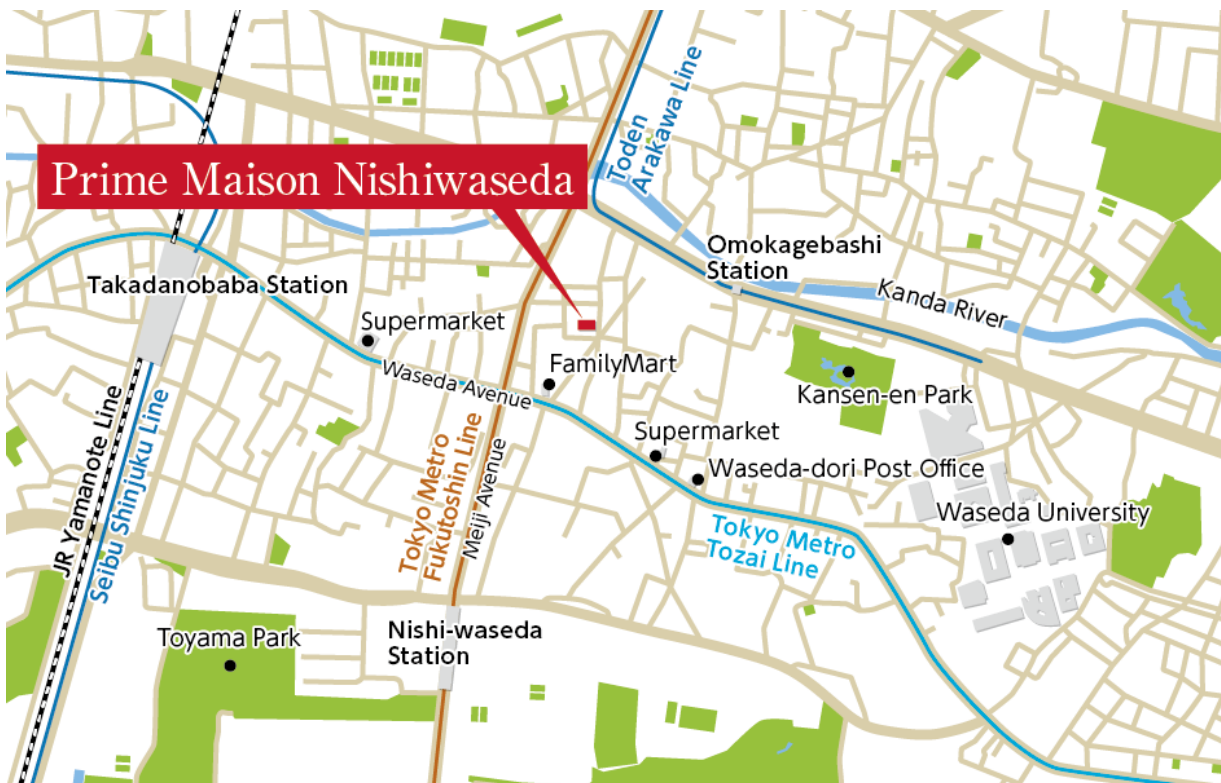 Toden
Arakawa Line
Prime Maison Nishiwaseda
Omokagebashi
Station
Takadanobaba Station
Kanda River
Supermarket
FamilyMart
Waseda Avenue
Kansen-en Park
Supermarket
Waseda-dori Post Office
JR Yamanote Line
Seibu Shinjuku Line
Tokyo Metro
Fukutoshin Line
Meiji Avenue
Waseda University
Tokyo Metro
Tozai Line
Toyama Park
Nishi-waseda
Station